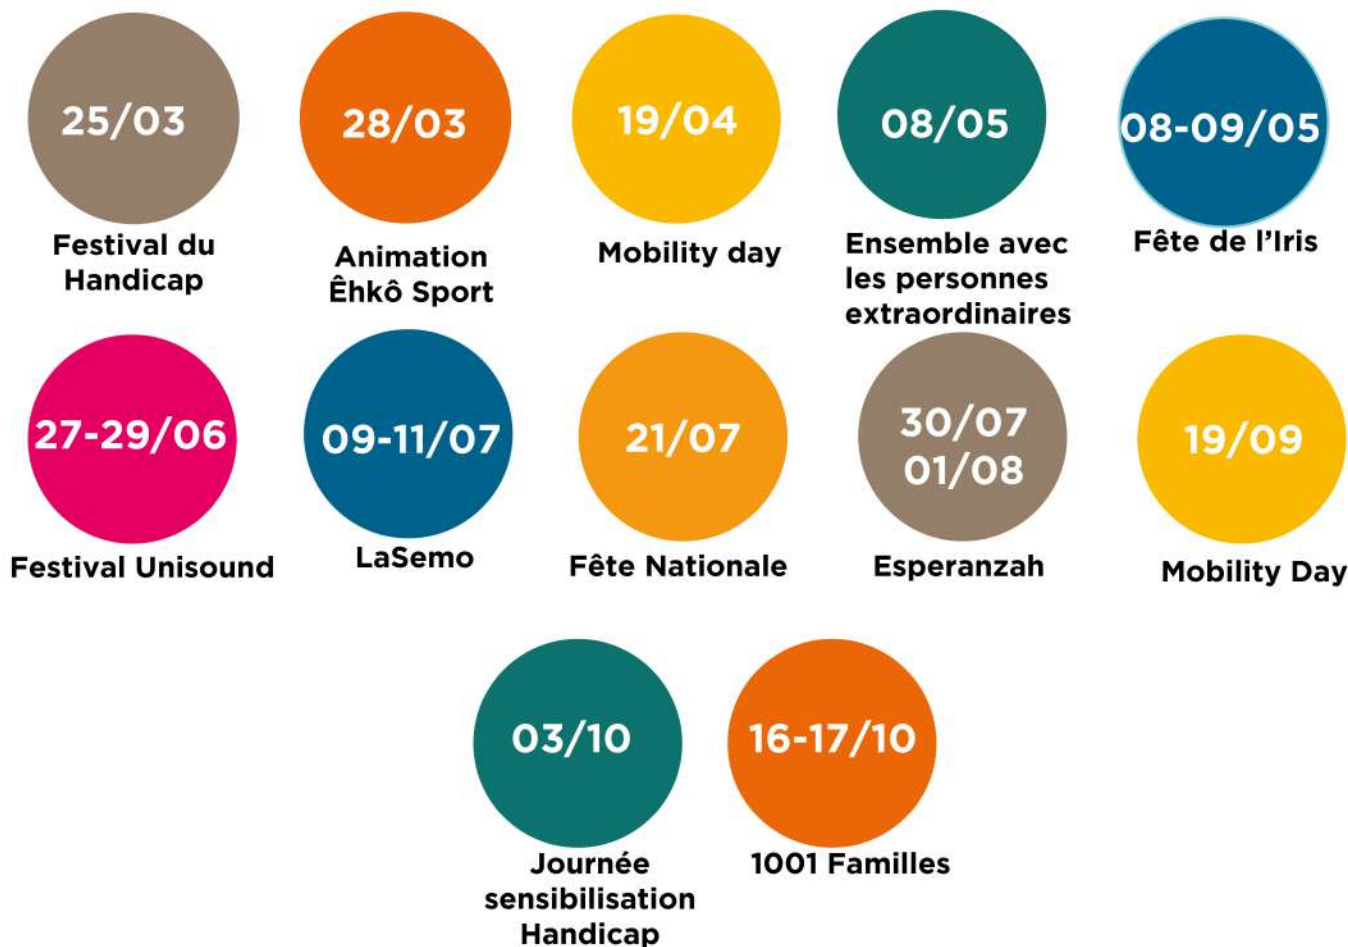 25/03
Festival du
Handicap
28/03
Animation
Êhkô Sport
19/04
Mobility day
08/05
Ensemble avec
les personnes
extraordinaires
08-09/05
Fête de l'Iris
27-29/06
Festival Unisound
09-11/07
LaSemo
21/07
Fête Nationale
30/07
01/08
Esperanzah
19/09
Mobility Day
03/10
Journée
sensibilisation
Handicap
16-17/10
1001 Familles